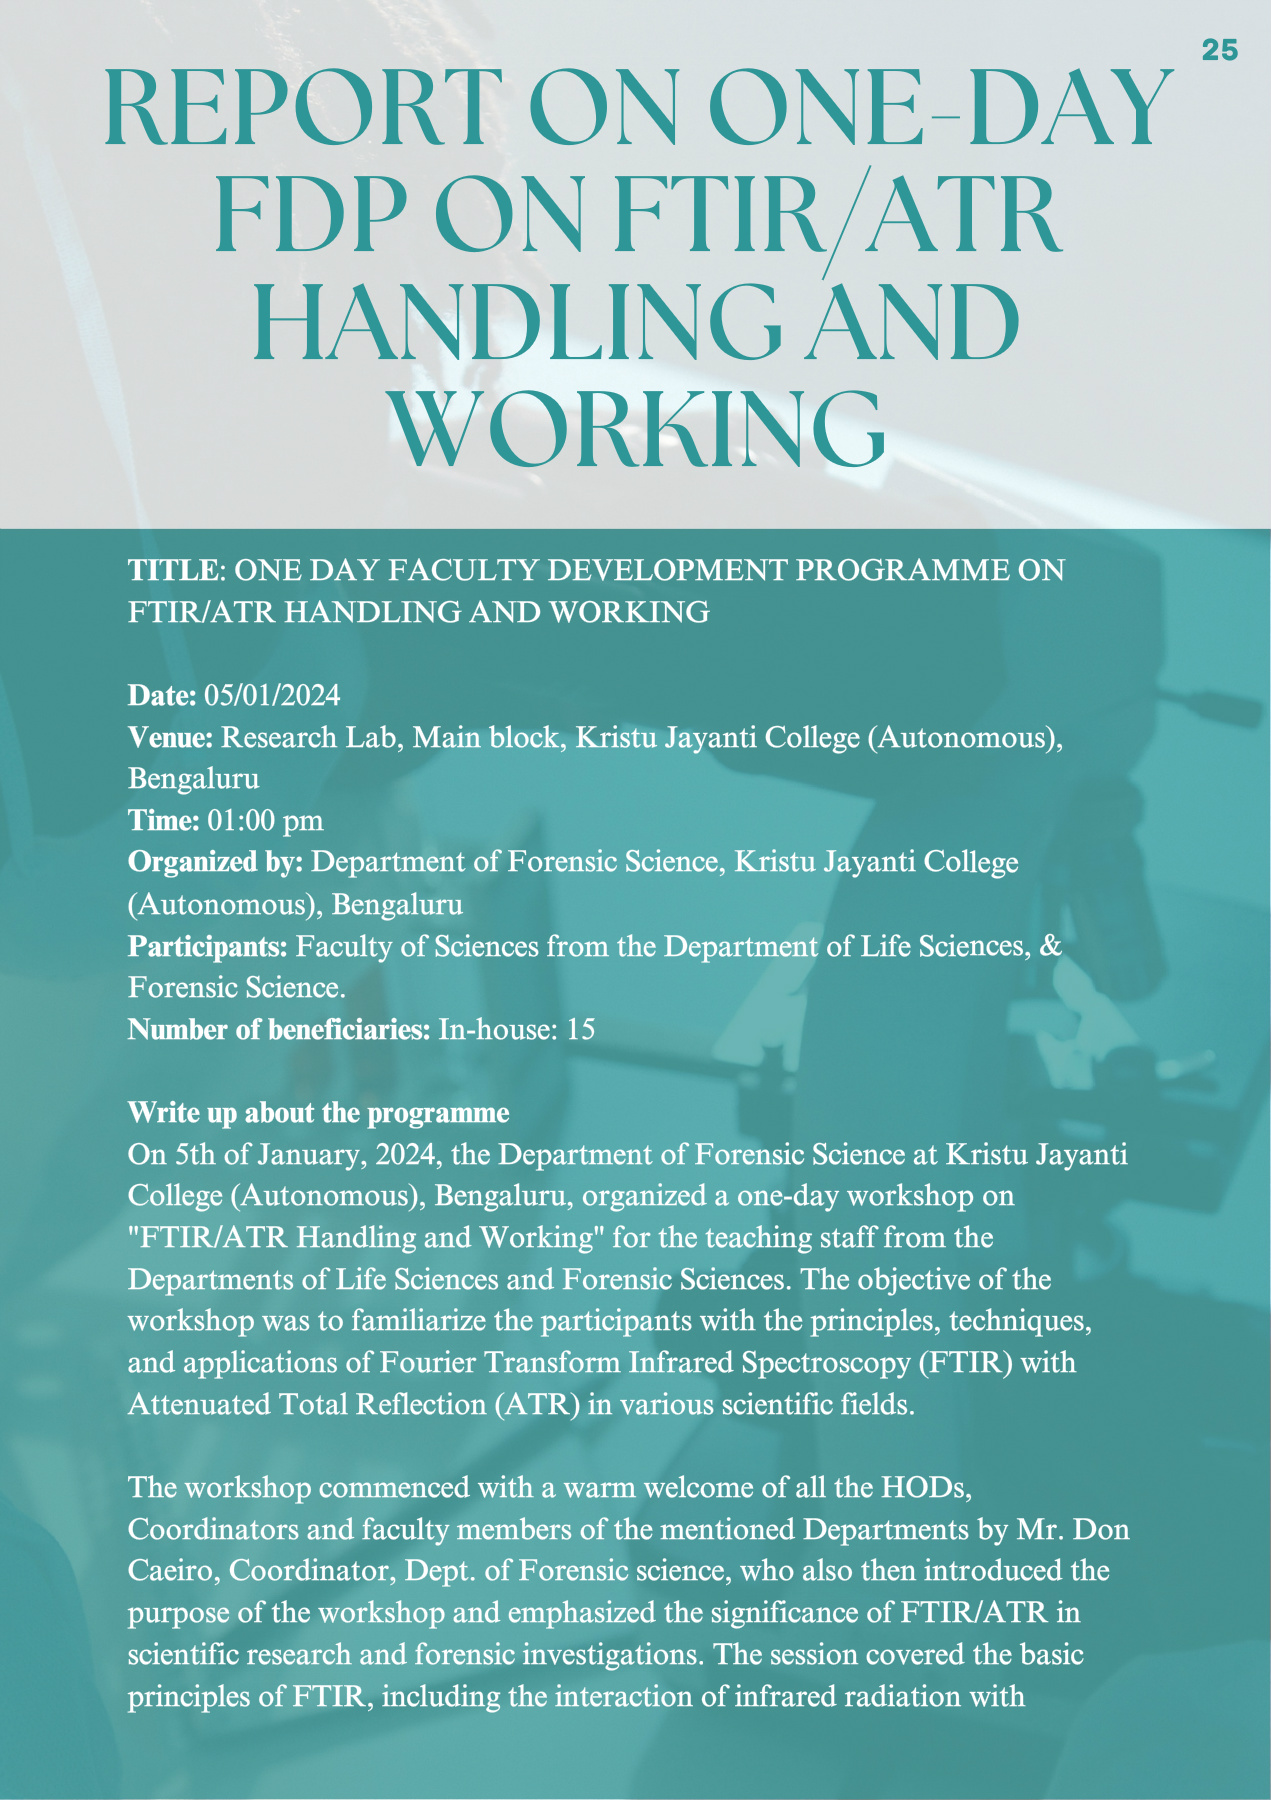 25
REPORT ON ONE-DAY
FDP ON FTIR/ATR
HANDLING AND
WORKING
TITLE: ONE DAY FACULTY DEVELOPMENT PROGRAMME ON
FTIR/ATR HANDLING AND WORKING
Date: 05/01/2024
Venue: Research Lab, Main block, Kristu Jayanti College (Autonomous),
Bengaluru
Time: 01:00 pm
Organized by: Department of Forensic Science, Kristu Jayanti College
(Autonomous), Bengaluru
Participants: Faculty of Sciences from the Department of Life Sciences, &
Forensic Science.
Number of beneficiaries: In-house: 15
Write up about the programme
On 5th of January, 2024, the Department of Forensic Science at Kristu Jayanti
College (Autonomous), Bengaluru, organized a one-day workshop on
"FTIR/ATR Handling and Working" for the teaching staff from the
Departments of Life Sciences and Forensic Sciences. The objective of the
workshop was to familiarize the participants with the principles, techniques,
and applications of Fourier Transform Infrared Spectroscopy (FTIR) with
Attenuated Total Reflection (ATR) in various scientific fields.
The workshop commenced with a warm welcome of all the HODs,
Coordinators and faculty members of the mentioned Departments by Mr. Don
Caeiro, Coordinator, Dept. of Forensic science, who also then introduced the
purpose of the workshop and emphasized the significance of FTIR/ATR in
scientific research and forensic investigations. The session covered the basic
principles of FTIR, including the interaction of infrared radiation with